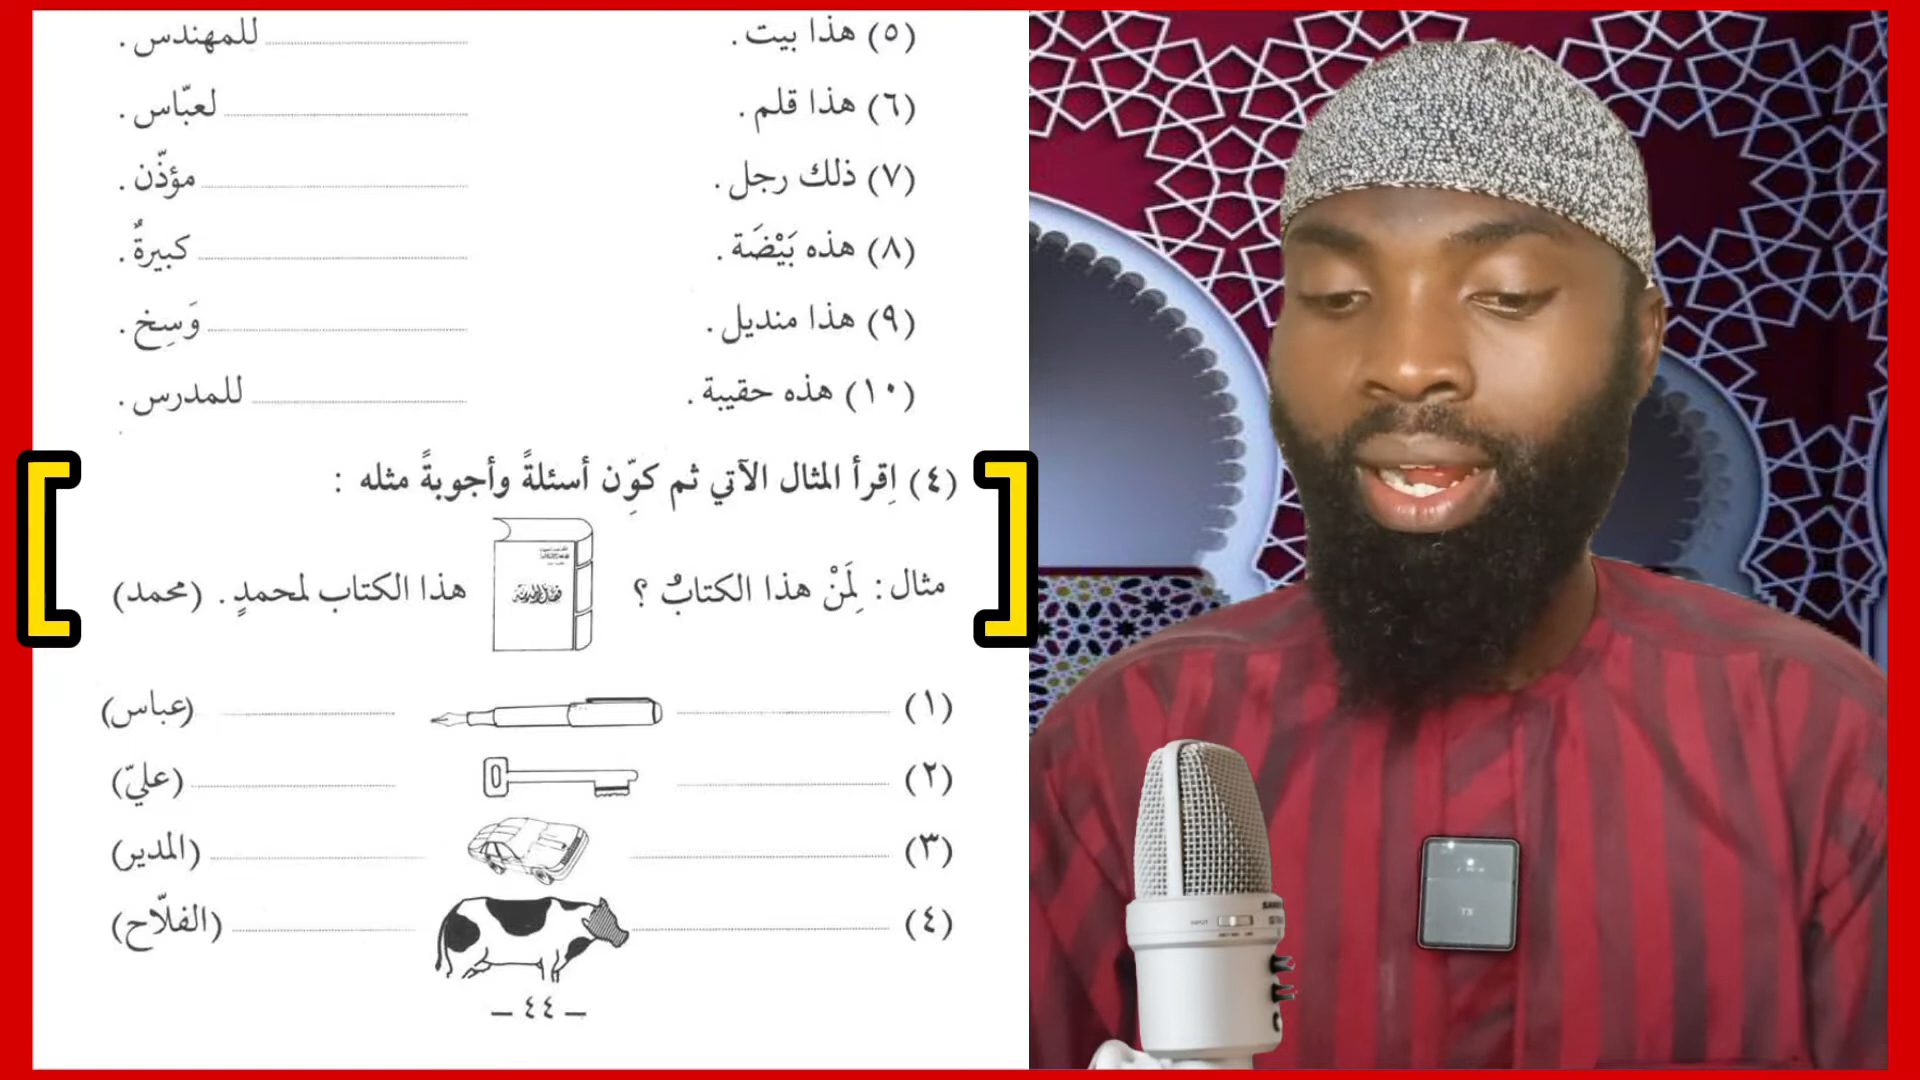 (٥) هذا بيت . ................ للمهندس .
(٦) هذا قلم . ................ لعبّاس .
(٧) ذلك رجل . ................ مؤذّن .
(٨) هذه بَيْضَة . ................ كبيرةٌ .
(٩) هذا منديل . ................ وَسِخ .
(١٠) هذه حقيبة . ................ للمدرس .
(٤) اِقرأ المثال الآتي ثم كوِّن أسئلةً وأجوبةً مثله :
مثال : لِمَنْ هذا الكتابُ ؟ هذا الكتاب لمحمدٍ . (محمد)
(١) ................ ................ (عباس)
(٢) ................ ................ (عليّ)
(٣) ................ ................ (المدير)
(٤) ................ ................ (الفلّاح)
– ٤٤ –